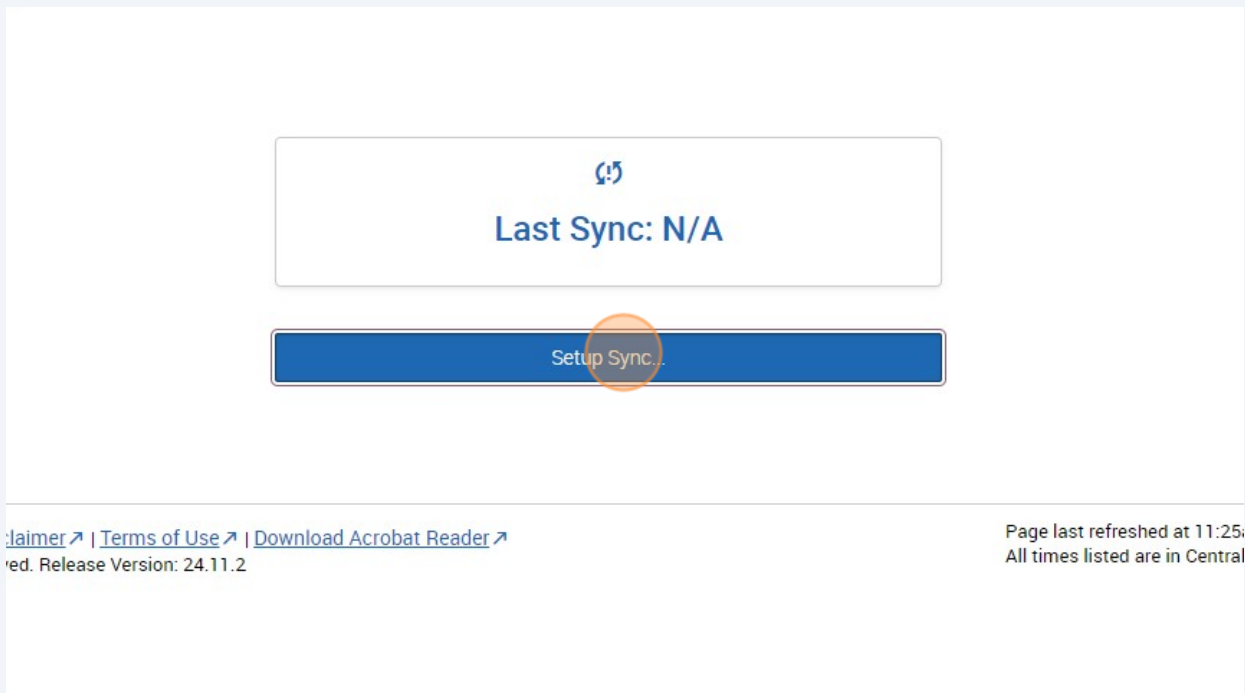 Last Sync: N/A
Setup Sync...
claimer | Terms of Use | Download Acrobat Reader
ved. Release Version: 24.11.2
Page last refreshed at 11:25a
All times listed are in Central